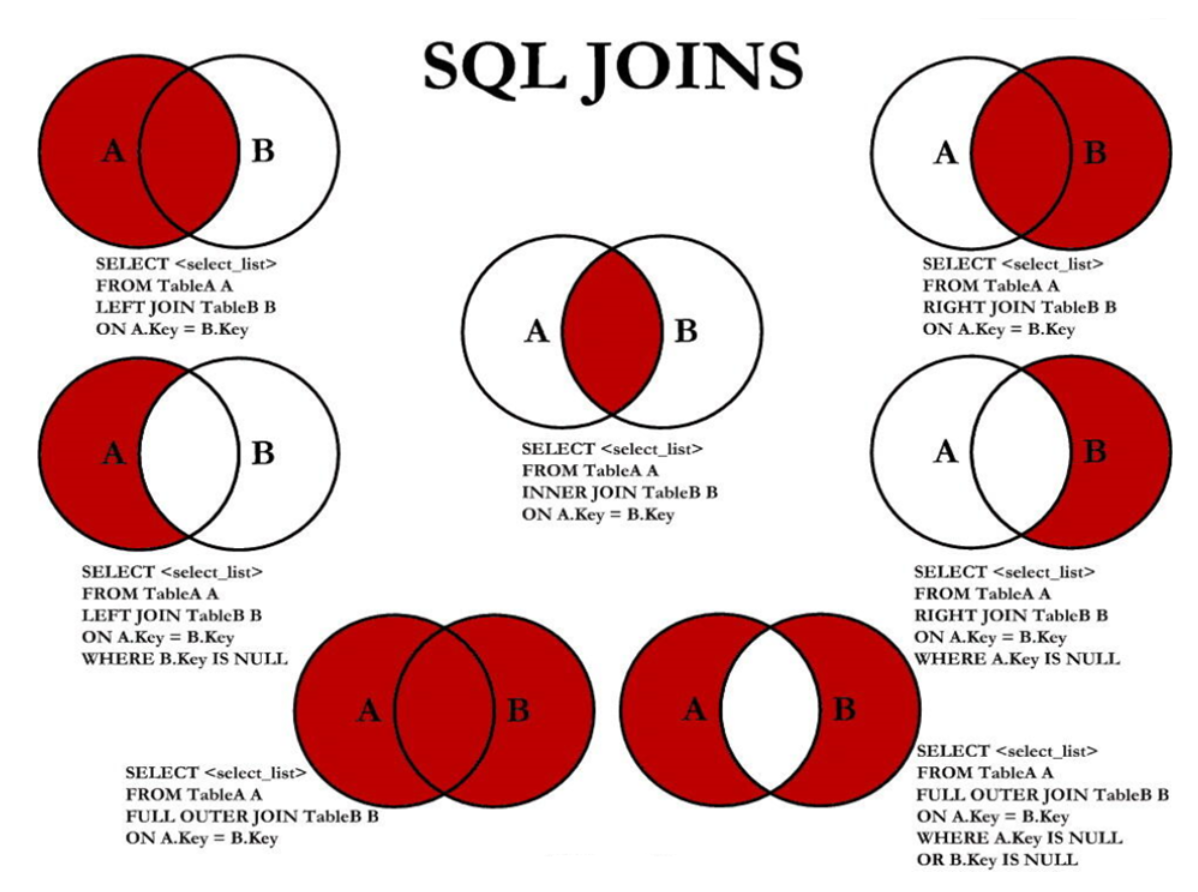 SQL JOINS
A B
SELECT <select_list>
FROM TableA A
LEFT JOIN TableB B
ON A.Key = B.Key
A B
SELECT <select_list>
FROM TableA A
RIGHT JOIN TableB B
ON A.Key = B.Key
A B
SELECT <select_list>
FROM TableA A
INNER JOIN TableB B
ON A.Key = B.Key
A B
SELECT <select_list>
FROM TableA A
LEFT JOIN TableB B
ON A.Key = B.Key
WHERE B.Key IS NULL
A B
SELECT <select_list>
FROM TableA A
RIGHT JOIN TableB B
ON A.Key = B.Key
WHERE A.Key IS NULL
A B
SELECT <select_list>
FROM TableA A
FULL OUTER JOIN TableB B
ON A.Key = B.Key
A B
SELECT <select_list>
FROM TableA A
FULL OUTER JOIN TableB B
ON A.Key = B.Key
WHERE A.Key IS NULL
OR B.Key IS NULL